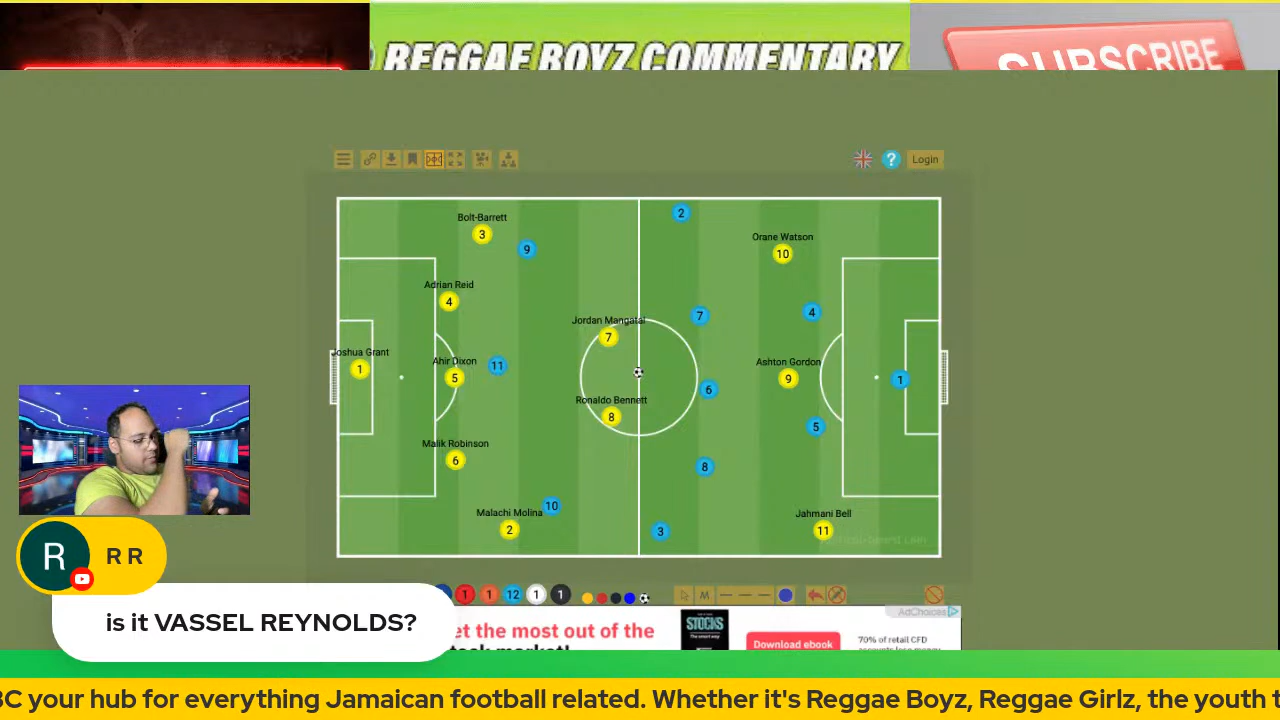 REGGAE BOYZ COMMENTARY
SUBSCRIBE
Login
?
Bolt-Barrett
3
9
2
Orane Watson
10
Adrian Reid
4
Jordan Mangatal
7
7
4
Joshua Grant
1
Ahir Dixon
5
11
Ashton Gordon
9
1
6
Ronaldo Bennett
8
5
Malik Robinson
6
8
Malachi Molina
2
10
3
Jahmani Bell
11
1
1
12
1
1
M
AdChoices
R
R R
is it VASSEL REYNOLDS?
et the most out of the
STOCKS
Download ebook
70% of retail CFD
BC your hub for everything Jamaican football related. Whether it's Reggae Boyz, Reggae Girlz, the youth t